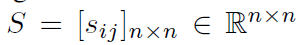 S = [s_{ij}]_{n×n} ∈ ℝ^{n×n}